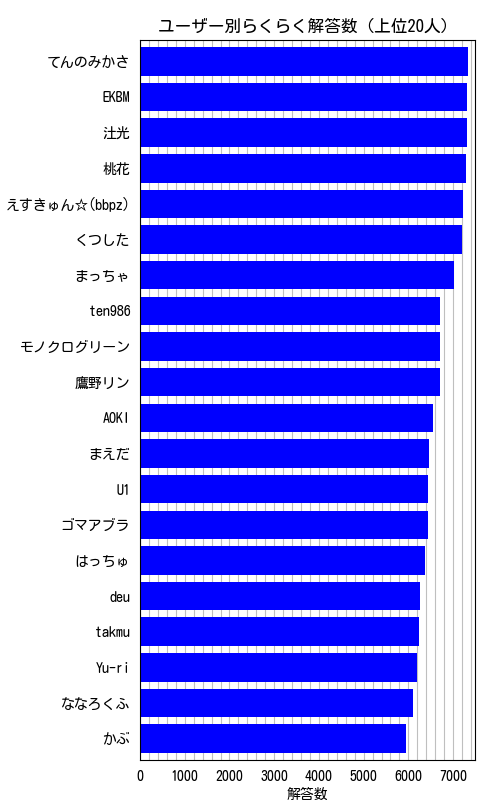 ユーザー別らくらく解答数（上位20人）
てんのみかさ
EKBM
辻光
桃花
えすきゅん☆(bbpz)
くつした
まっちゃ
ten986
モノクログリーン
鷹野リン
AOKI
まえだ
U1
ゴマアブラ
はっちゅ
deu
takmu
Yu-ri
ななろくふ
かぶ
0 1000 2000 3000 4000 5000 6000 7000
解答数